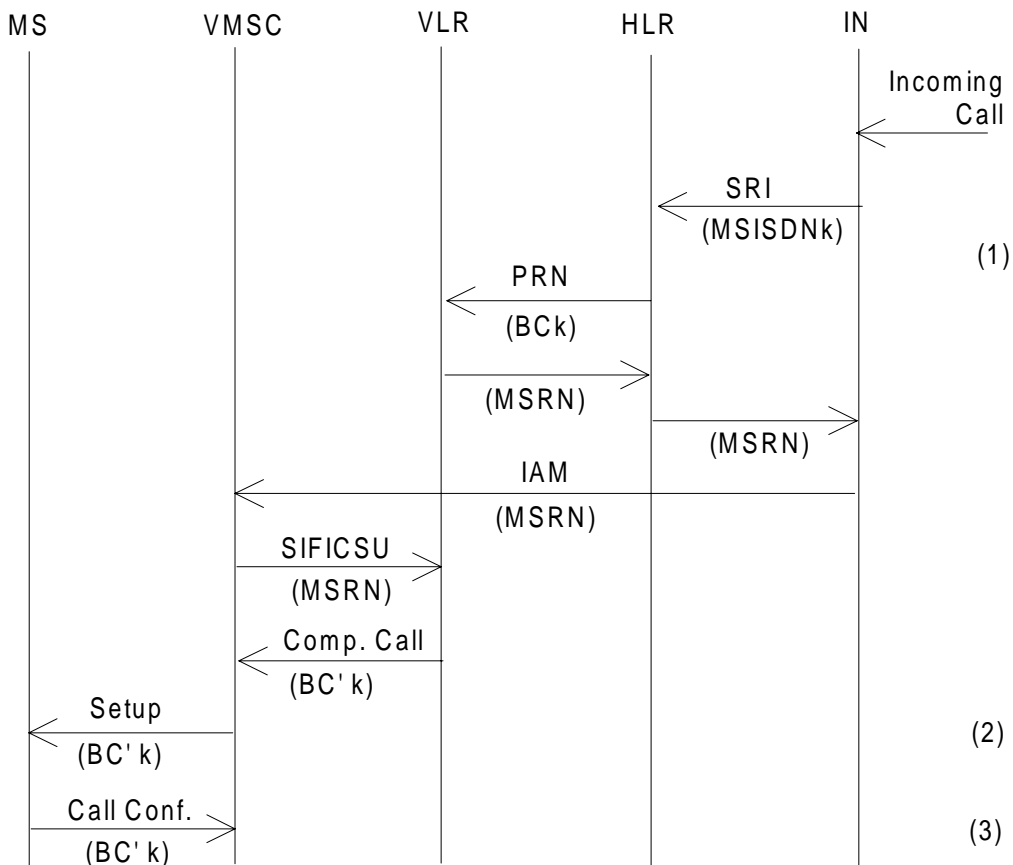 MS VMSC VLR HLR IN
Incoming
Call
SRI
(MSISDNk)
(1)
PRN
(BCk)
(MSRN)
(MSRN)
IAM
(MSRN)
SIFICSU
(MSRN)
Comp. Call
(BC'k)
Setup
(2)
(BC'k)
Call Conf.
(3)
(BC'k)